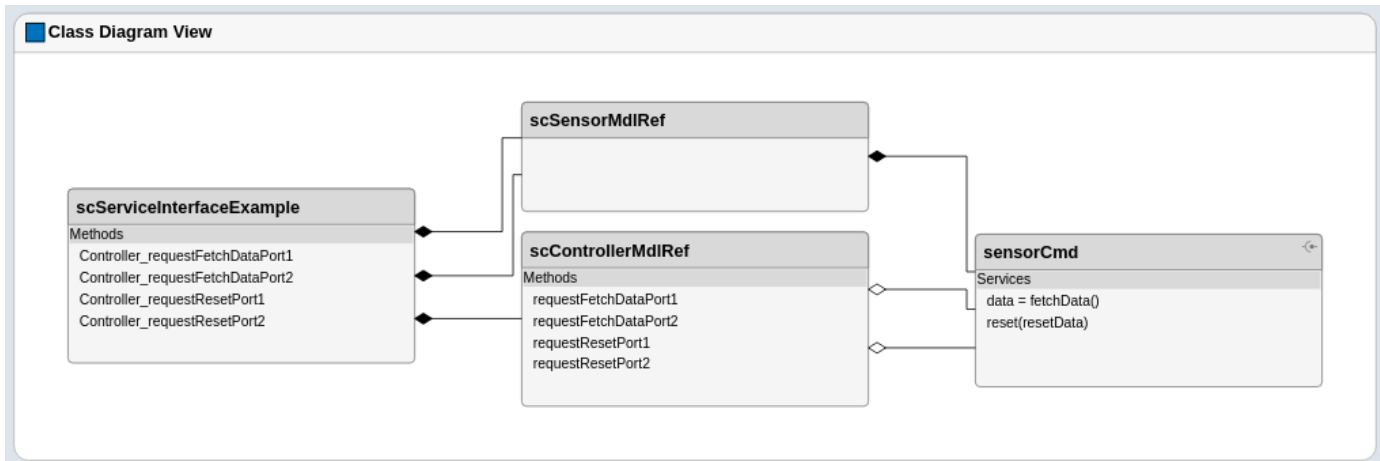 Class Diagram View
scServiceInterfaceExample
Methods
Controller_requestFetchDataPort1
Controller_requestFetchDataPort2
Controller_requestResetPort1
Controller_requestResetPort2
scSensorMdlRef
scControllerMdlRef
Methods
requestFetchDataPort1
requestFetchDataPort2
requestResetPort1
requestResetPort2
sensorCmd
Services
data = fetchData()
reset(resetData)